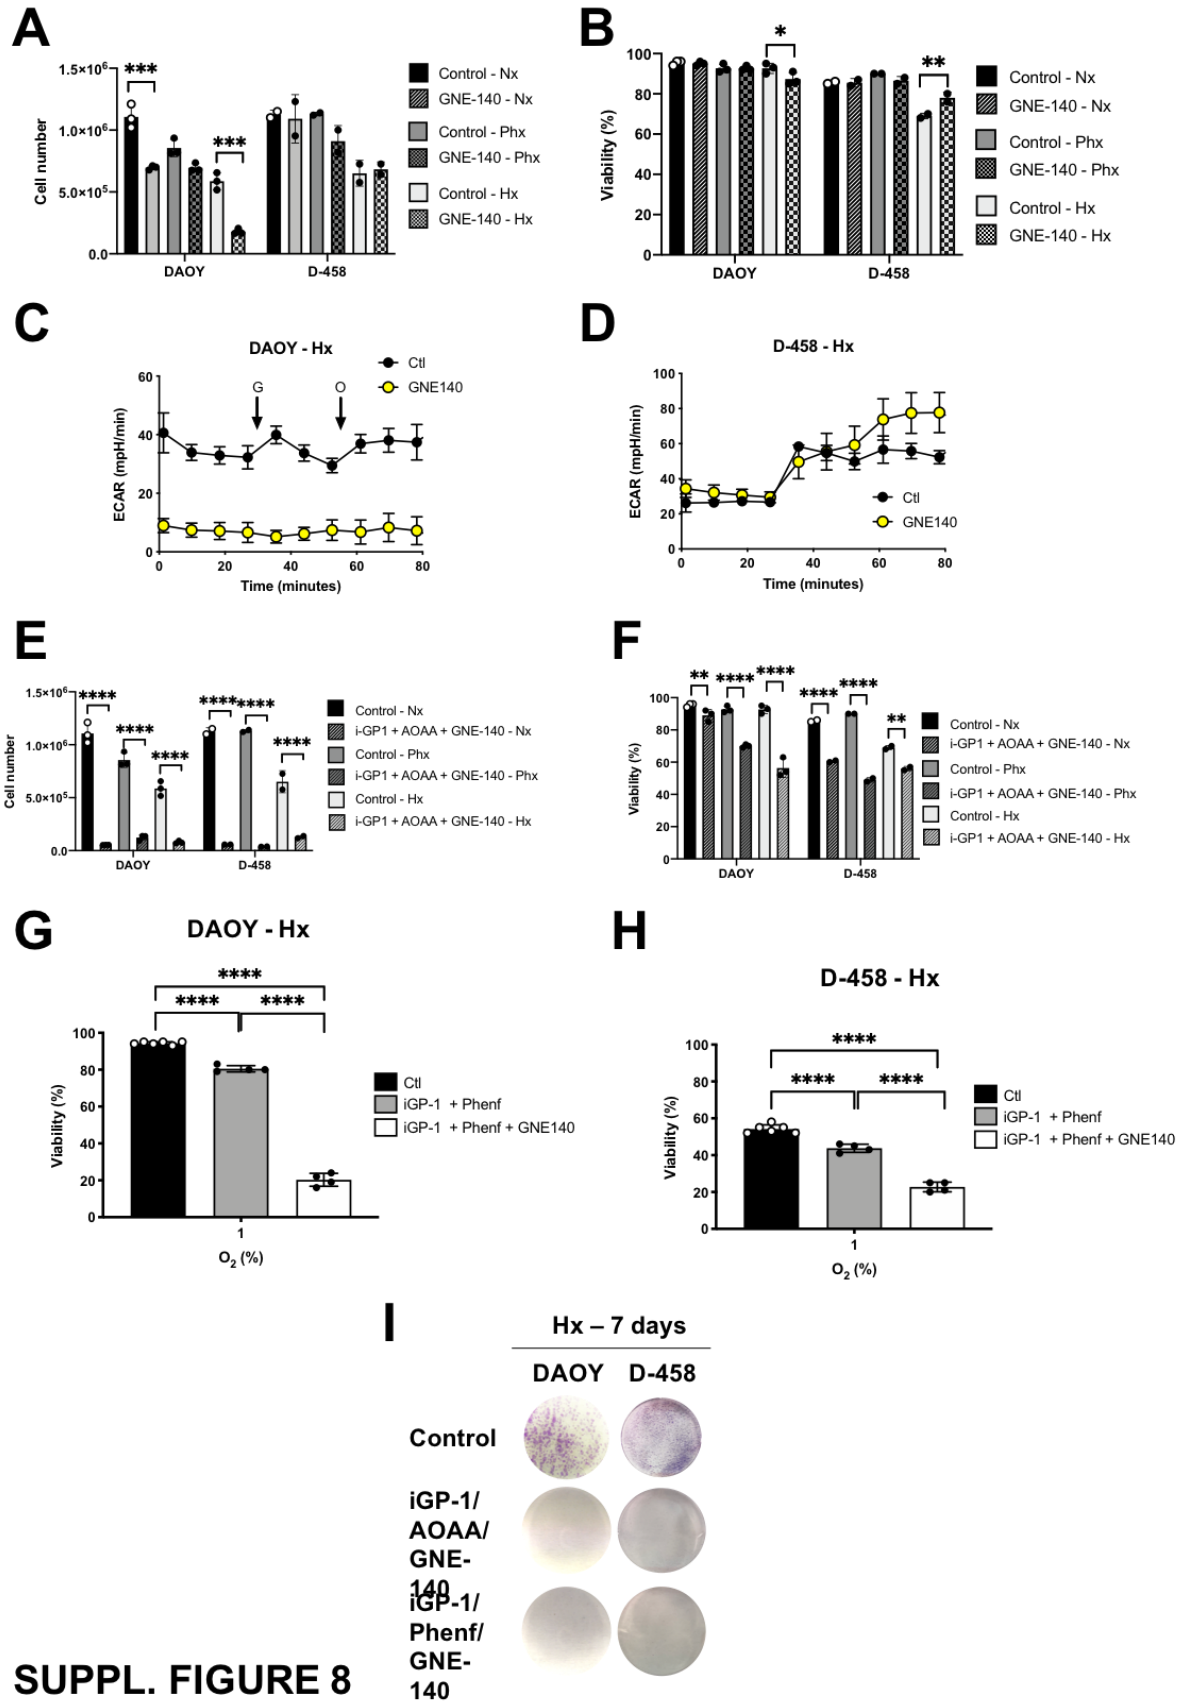 A
1.5×10⁶
1.0×10⁶
5.0×10⁵
0.0
Cell number
***
***
DAOY
D-458
Control - Nx
GNE-140 - Nx
Control - Phx
GNE-140 - Phx
Control - Hx
GNE-140 - Hx
B
100
80
60
40
20
0
Viability (%)
*
**
DAOY
D-458
Control - Nx
GNE-140 - Nx
Control - Phx
GNE-140 - Phx
Control - Hx
GNE-140 - Hx
C
DAOY - Hx
Ctl
GNE140
60
40
20
0
ECAR (mpH/min)
G
O
0
20
40
60
80
Time (minutes)
D
D-458 - Hx
100
80
60
40
20
0
ECAR (mpH/min)
Ctl
GNE140
0
20
40
60
80
Time (minutes)
E
1.5×10⁶
1.0×10⁶
5.0×10⁵
0.0
Cell number
****
****
****
****
****
****
DAOY
D-458
Control - Nx
i-GP1 + AOAA + GNE-140 - Nx
Control - Phx
i-GP1 + AOAA + GNE-140 - Phx
Control - Hx
i-GP1 + AOAA + GNE-140 - Hx
F
100
80
60
40
20
0
Viability (%)
**
****
****
****
****
**
DAOY
D-458
Control - Nx
i-GP1 + AOAA + GNE-140 - Nx
Control - Phx
i-GP1 + AOAA + GNE-140 - Phx
Control - Hx
i-GP1 + AOAA + GNE-140 - Hx
G
DAOY - Hx
****
****
****
100
80
60
40
20
0
Viability (%)
1
O₂ (%)
Ctl
iGP-1 + Phenf
iGP-1 + Phenf + GNE140
H
D-458 - Hx
****
****
****
100
80
60
40
20
0
Viability (%)
1
O₂ (%)
Ctl
iGP-1 + Phenf
iGP-1 + Phenf + GNE140
I
Hx – 7 days
DAOY D-458
Control
iGP-1/
AOAA/
GNE-
140
iGP-1/
Phenf/
GNE-
140
SUPPL. FIGURE 8